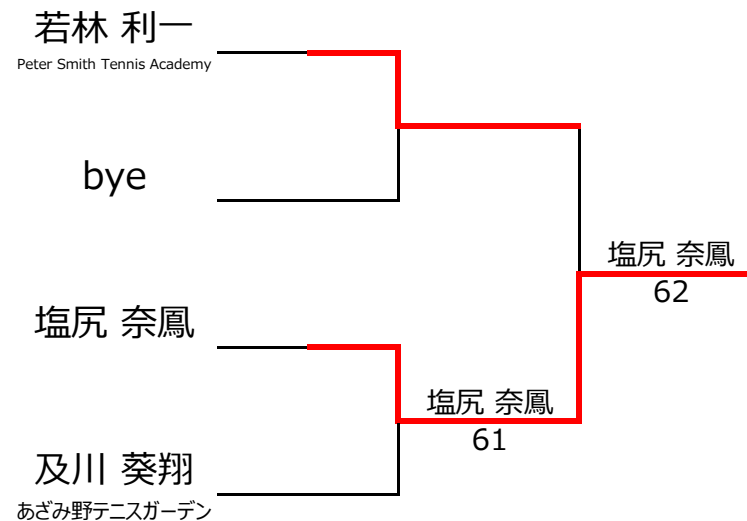 若林 利一
Peter Smith Tennis Academy
bye
塩尻 奈鳳
62
塩尻 奈鳳
塩尻 奈鳳
61
及川 葵翔
あざみ野テニスガーデン